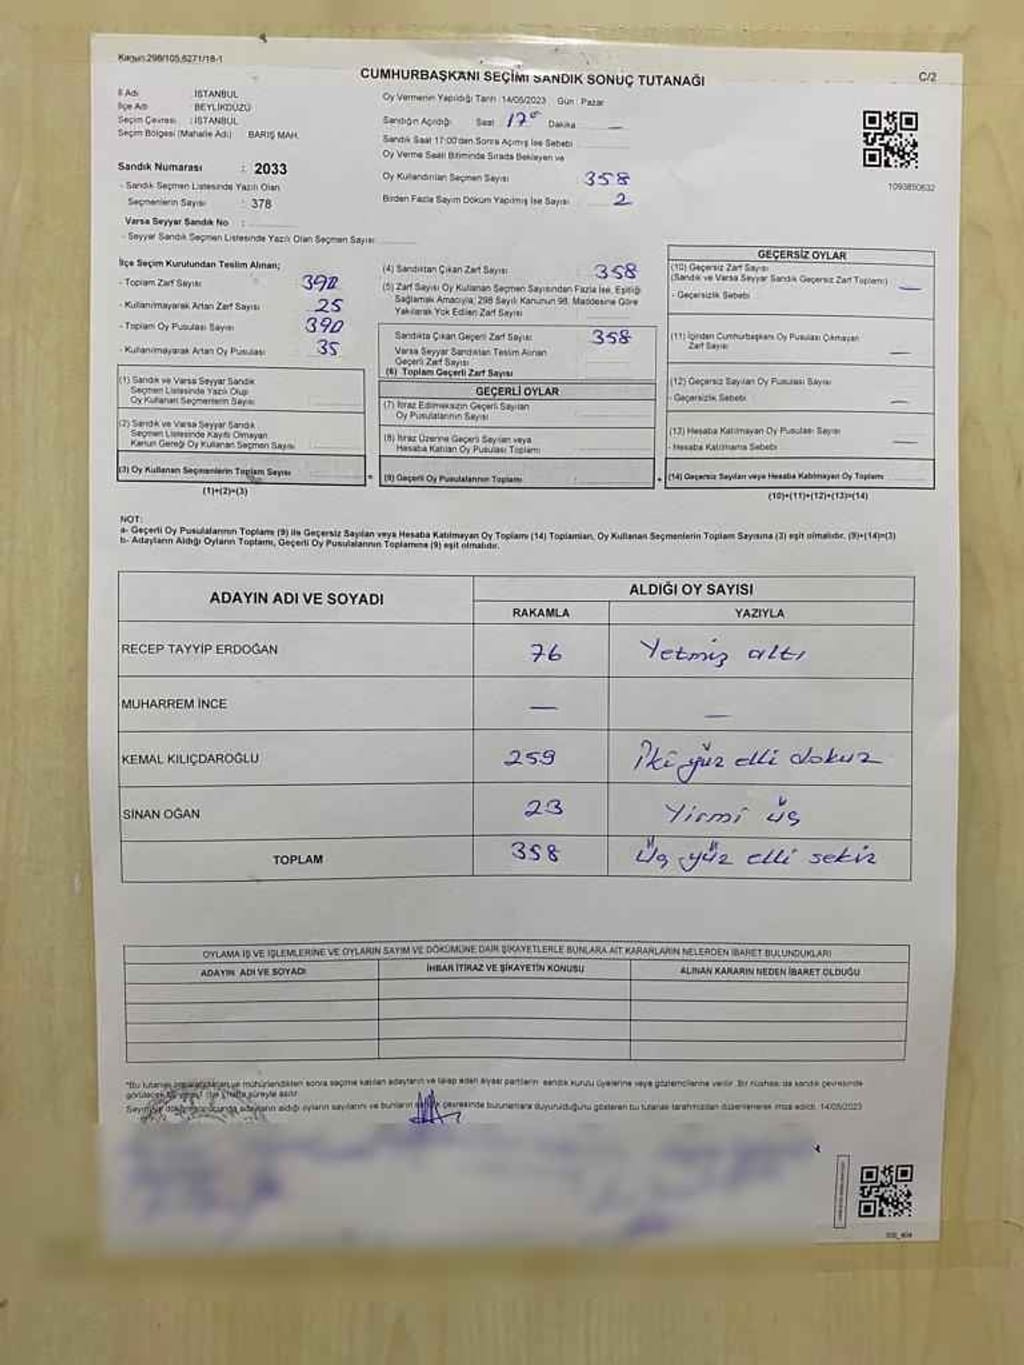 Kanun:298/105,6271/18-1
C/2
CUMHURBAŞKANI SEÇİMİ SANDIK SONUÇ TUTANAĞI
İl Adı : İSTANBUL
İlçe Adı : BEYLİKDÜZÜ
Seçim Çevresi : İSTANBUL
Seçim Bölgesi (Mahalle Adı) : BARIŞ MAH.
Sandık Numarası : 2033
- Sandık Seçmen Listesinde Yazılı Olan
Seçmenlerin Sayısı : 378
Varsa Seyyar Sandık No :
- Seyyar Sandık Seçmen Listesinde Yazılı Olan Seçmen Sayısı:
Oy Vermenin Yapıldığı Tarih :14/05/2023 Gün : Pazar
Sandığın Açıldığı Saat : 17 Dakika —
Sandık Saat 17:00'den Sonra Açılmış İse Sebebi
Oy Verme Saati Bitiminde Sırada Bekleyen ve
Oy Kullandırılan Seçmen Sayısı : 358
Birden Fazla Sayım Döküm Yapılmış İse Sayısı 2
1093850632
İlçe Seçim Kurulundan Teslim Alınan;
- Toplam Zarf Sayısı 390
- Kullanılmayarak Artan Zarf Sayısı 25
- Toplam Oy Pusulası Sayısı 390
- Kullanılmayarak Artan Oy Pusulası 35
(1) Sandık ve Varsa Seyyar Sandık
Seçmen Listesinde Yazılı Olup
Oy Kullanan Seçmenlerin Sayısı
(2) Sandık ve Varsa Seyyar Sandık
Seçmen Listesinde Kayıtlı Olmayan
Kanun Gereği Oy Kullanan Seçmen Sayısı
(3) Oy Kullanan Seçmenlerin Toplam Sayısı
(1)+(2)=(3)
(4) Sandıktan Çıkan Zarf Sayısı 358
(5) Zarf Sayısı Oy Kullanan Seçmen Sayısından Fazla İse, Eşitliği
Sağlamak Amacıyla; 298 Sayılı Kanunun 98. Maddesine Göre
Yakılarak Yok Edilen Zarf Sayısı
Sandıkta Çıkan Geçerli Zarf Sayısı 358
Varsa Seyyar Sandıktan Teslim Alınan
Geçerli Zarf Sayısı
(6) Toplam Geçerli Zarf Sayısı
GEÇERLİ OYLAR
(7) İtiraz Edilmeksizin Geçerli Sayılan
Oy Pusulalarının Sayısı
(8) İtiraz Üzerine Geçerli Sayılan veya
Hesaba Katılan Oy Pusulası Toplamı
(9) Geçerli Oy Pusulalarının Toplamı
GEÇERSİZ OYLAR
(10) Geçersiz Zarf Sayısı
(Sandık ve Varsa Seyyar Sandık Geçersiz Zarf Toplamı) —
- Geçersizlik Sebebi
(11) İçinden Cumhurbaşkanı Oy Pusulası Çıkmayan
Zarf Sayısı —
(12) Geçersiz Sayılan Oy Pusulası Sayısı
- Geçersizlik Sebebi —
(13) Hesaba Katılmayan Oy Pusulası Sayısı —
Hesaba Katılmama Sebebi
(14) Geçersiz Sayılan veya Hesaba Katılmayan Oy Toplamı
(10)+(11)+(12)+(13)=(14)
NOT:
a- Geçerli Oy Pusulalarının Toplamı (9) ile Geçersiz Sayılan veya Hesaba Katılmayan Oy Toplamı (14) Toplamları, Oy Kullanan Seçmenlerin Toplam Sayısına (3) eşit olmalıdır. (9)+(14)=(3)
b- Adayların Aldığı Oyların Toplamı, Geçerli Oy Pusulalarının Toplamına (9) eşit olmalıdır.
ADAYIN ADI VE SOYADI
ALDIĞI OY SAYISI
RAKAMLA YAZIYLA
RECEP TAYYİP ERDOĞAN 76 Yetmiş altı
MUHARREM İNCE — —
KEMAL KILIÇDAROĞLU 259 İki yüz elli dokuz
SİNAN OĞAN 23 Yirmi üç
TOPLAM 358 Üç yüz elli sekiz
OYLAMA İŞ VE İŞLEMLERİNE VE OYLARIN SAYIM VE DÖKÜMÜNE DAİR ŞİKAYETLERLE BUNLARA AİT KARARLARIN NELERDEN İBARET BULUNDUKLARI
ADAYIN ADI VE SOYADI İHBAR İTİRAZ VE ŞİKAYETİN KONUSU ALINAN KARARIN NEDEN İBARET OLDUĞU
*Bu tutanak imzalandıktan ve mühürlendikten sonra seçime katılan adayların ve talep eden siyasi partilerin sandık kurulu üyelerine veya gözlemcilerine verilir. Bir nüshası da sandık çevresinde
süreyle asılır.
adayların aldığı oyların sayılarını ve bunların çevresinde bulunanlara duyurulduğunu gösteren bu tutanak tarafımızdan düzenlenerek imza edildi. 14/05/2023